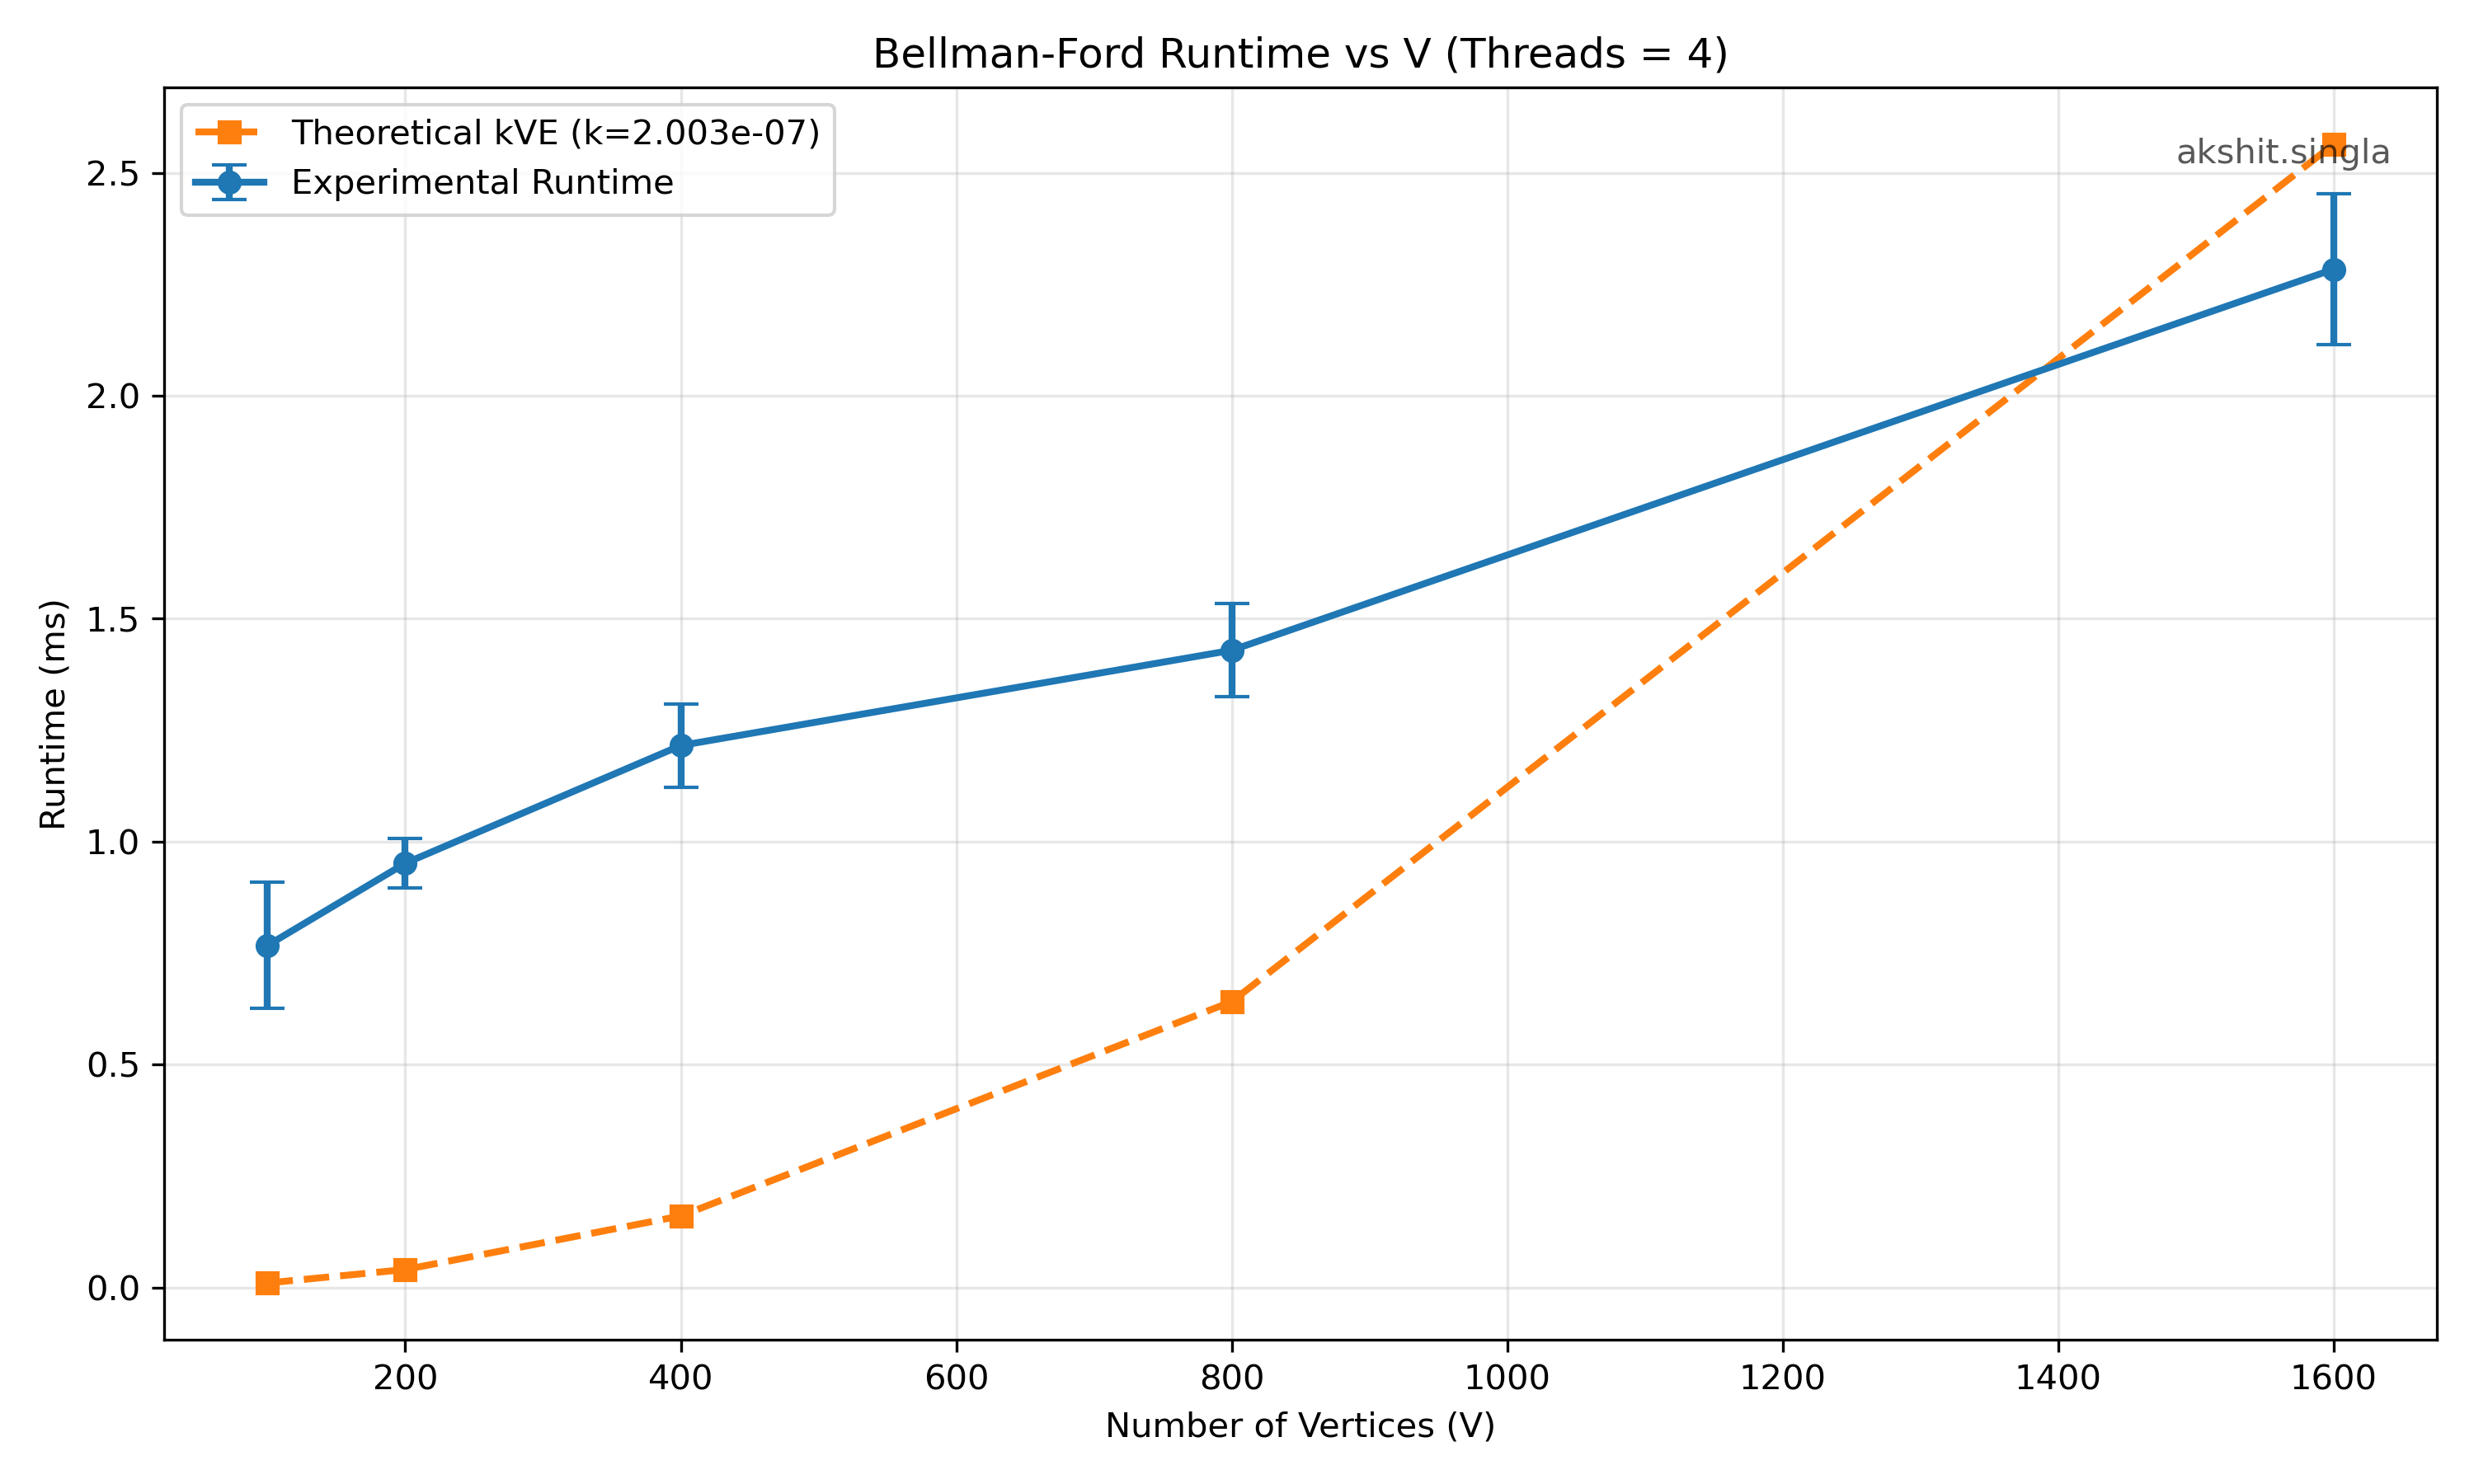 Bellman-Ford Runtime vs V (Threads = 4)
Theoretical kVE (k=2.003e-07)
Experimental Runtime
akshit.singla
2.5
2.0
1.5
1.0
0.5
0.0
Runtime (ms)
200 400 600 800 1000 1200 1400 1600
Number of Vertices (V)